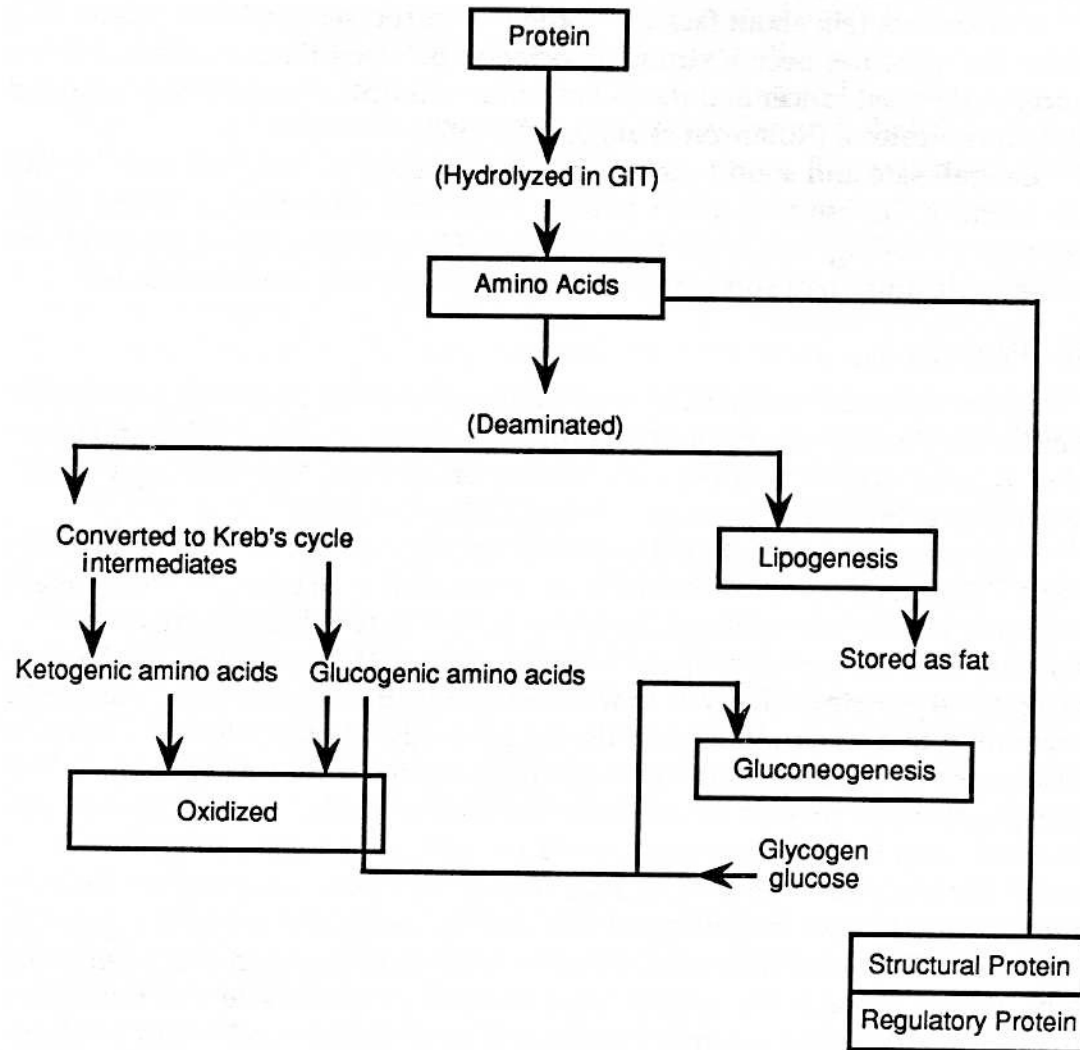 Protein
(Hydrolyzed in GIT)
Amino Acids
(Deaminated)
Converted to Kreb's cycle
intermediates
Lipogenesis
Ketogenic amino acids
Glucogenic amino acids
Stored as fat
Gluconeogenesis
Oxidized
Glycogen
glucose
Structural Protein
Regulatory Protein